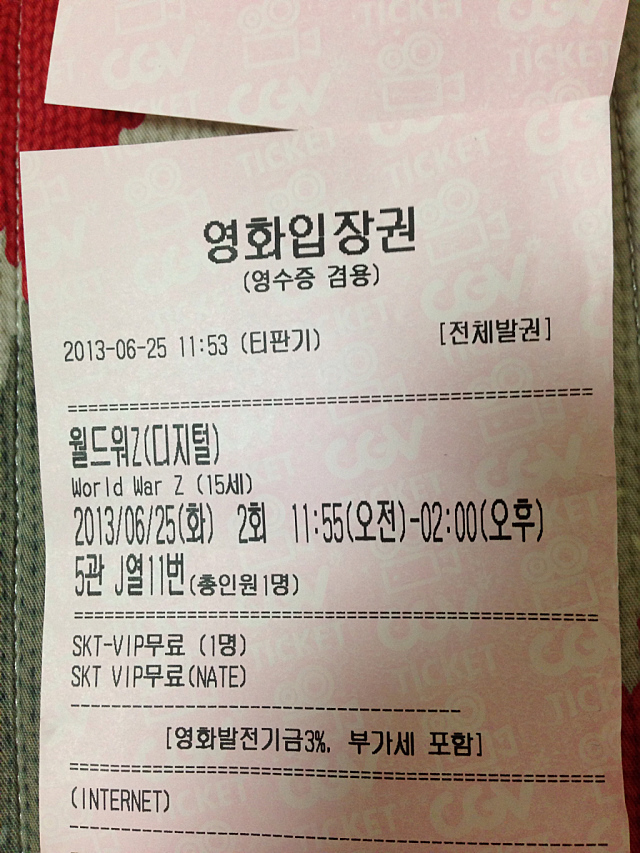 영화입장권
(영수증 겸용)
2013-06-25 11:53 (티판기) [전체발권]
월드워Z(디지털)
World War Z (15세)
2013/06/25(화) 2회 11:55(오전)-02:00(오후)
5관 J열11번(총인원1명)
SKT-VIP무료 (1명)
SKT VIP무료(NATE)
[영화발전기금3%, 부가세 포함]
(INTERNET)